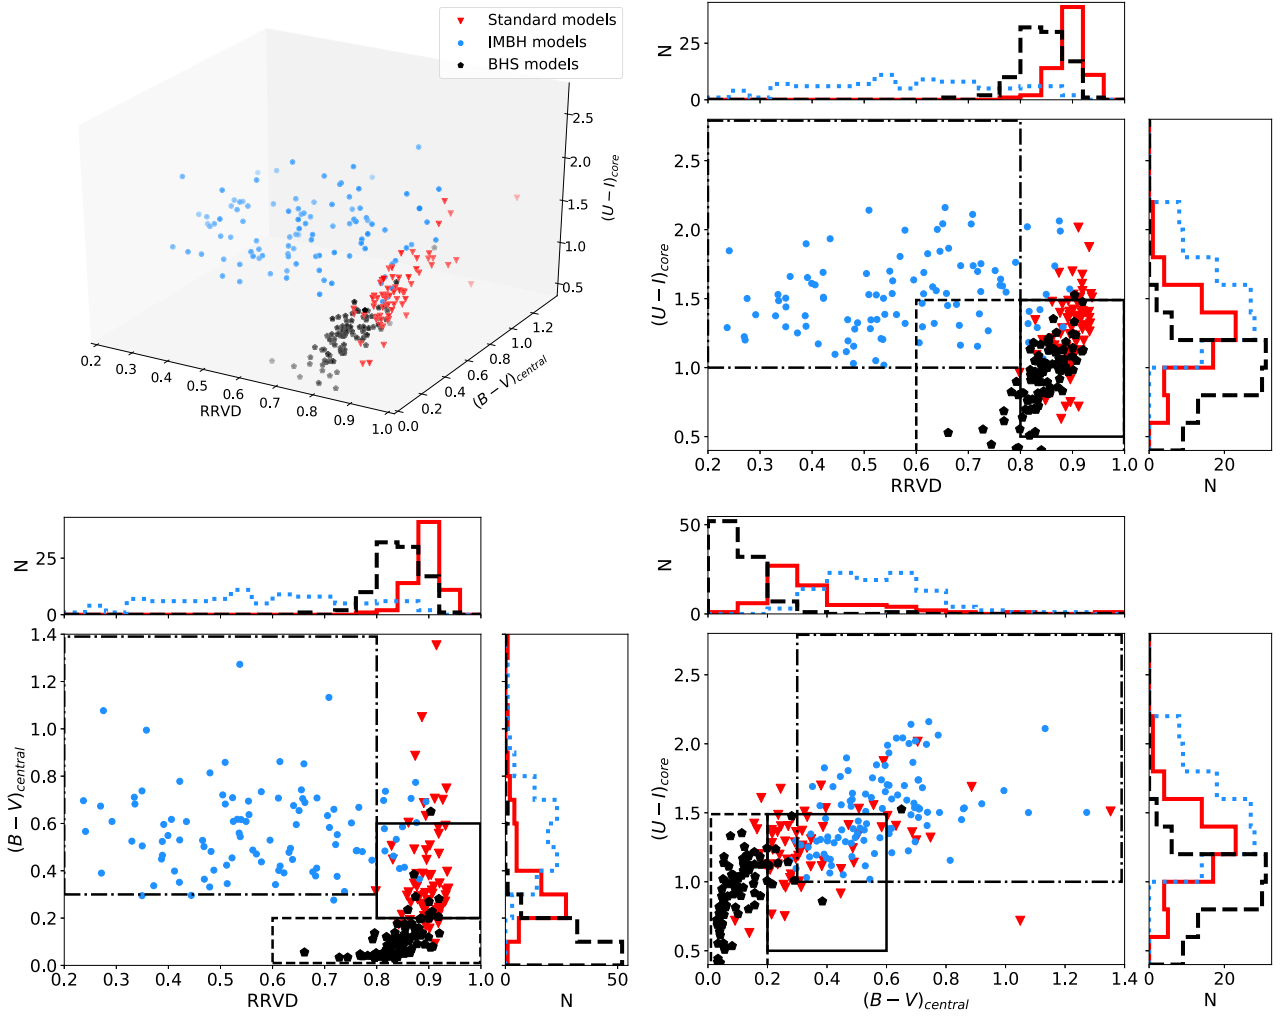 Standard models
IMBH models
BHS models
2.5
2.0
1.5
1.0
0.5
(U − I)core
0.2
0.3
0.4
0.5
0.6
0.7
0.8
0.9
1.0
RRVD
0.0
0.2
0.4
0.6
0.8
1.0
1.2
(B − V)central
25
0
N
2.5
2.0
1.5
1.0
0.5
(U − I)core
0.2 0.3 0.4 0.5 0.6 0.7 0.8 0.9 1.0
RRVD
0 20
N
25
0
N
1.4
1.2
1.0
0.8
0.6
0.4
0.2
0.0
(B − V)central
0.2 0.3 0.4 0.5 0.6 0.7 0.8 0.9 1.0
RRVD
0 50
N
50
0
N
2.5
2.0
1.5
1.0
0.5
(U − I)core
0.0 0.2 0.4 0.6 0.8 1.0 1.2 1.4
(B − V)central
0 20
N